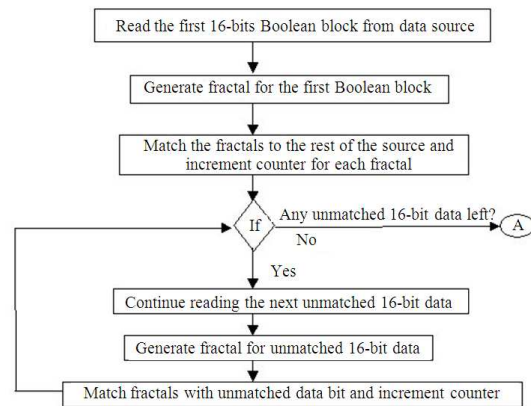 Read the first 16-bits Boolean block from data source
Generate fractal for the first Boolean block
Match the fractals to the rest of the source and
increment counter for each fractal
If
Any unmatched 16-bit data left?
A
No
Yes
Continue reading the next unmatched 16-bit data
Generate fractal for unmatched 16-bit data
Match fractals with unmatched data bit and increment counter